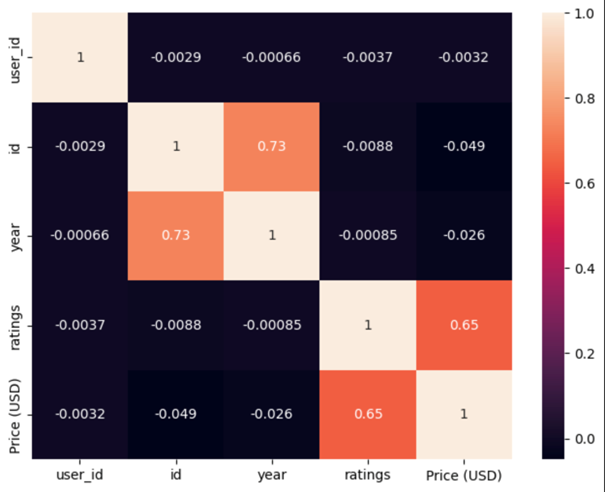 user_id 1 -0.0029 -0.00066 -0.0037 -0.0032
id -0.0029 1 0.73 -0.0088 -0.049
year -0.00066 0.73 1 -0.00085 -0.026
ratings -0.0037 -0.0088 -0.00085 1 0.65
Price (USD) -0.0032 -0.049 -0.026 0.65 1
user_id id year ratings Price (USD)
1.0
0.8
0.6
0.4
0.2
0.0